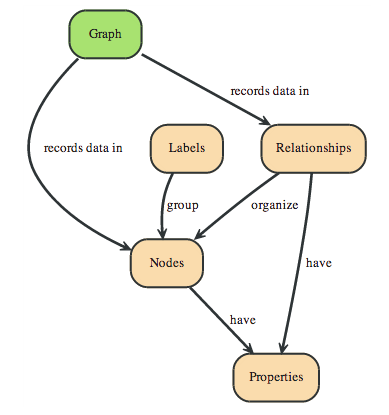 Graph
records data in
records data in
Labels
Relationships
group
organize
Nodes
have
have
Properties